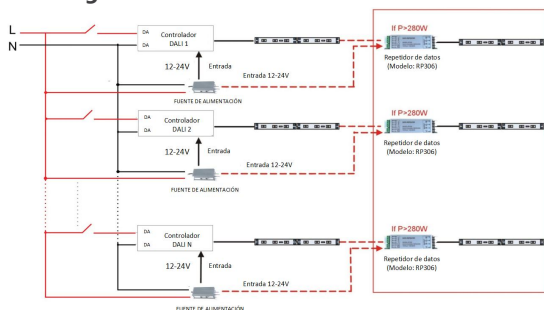 L
N
DA
DA
Controlador
DALI 1
12-24V
Entrada
Entrada 12-24V
FUENTE DE ALIMENTACIÓN
If P>280W
Repetidor de datos
(Modelo: RP306)
DA
DA
Controlador
DALI 2
12-24V
Entrada
Entrada 12-24V
FUENTE DE ALIMENTACIÓN
If P>280W
Repetidor de datos
(Modelo: RP306)
DA
DA
Controlador
DALI N
12-24V
Entrada
Entrada 12-24V
FUENTE DE ALIMENTACIÓN
If P>280W
Repetidor de datos
(Modelo: RP306)